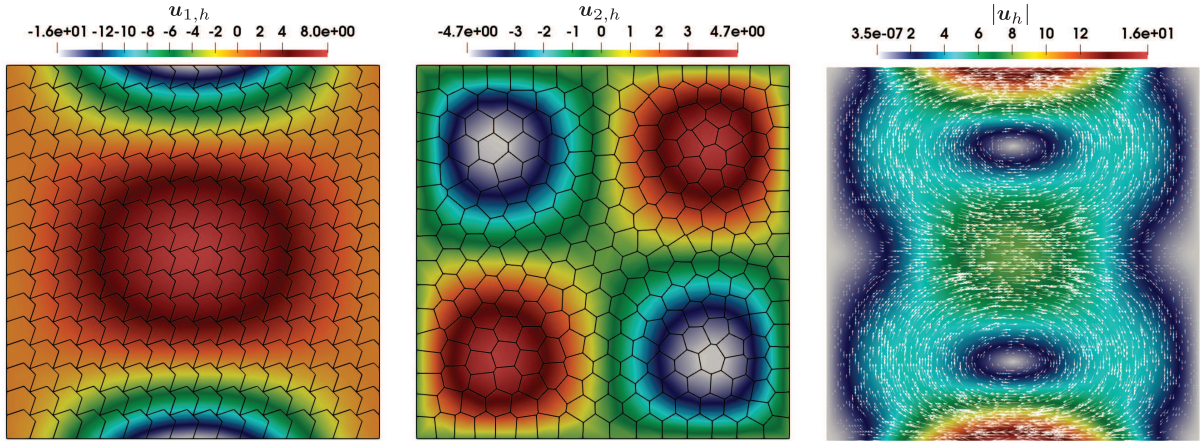 u1,h
-1.6e+01 -12-10 -8 -6 -4 -2 0 2 4 8.0e+00
u2,h
-4.7e+00 -3 -2 -1 0 1 2 3 4.7e+00
|uh|
3.5e-07 2 4 6 8 10 12 1.6e+01